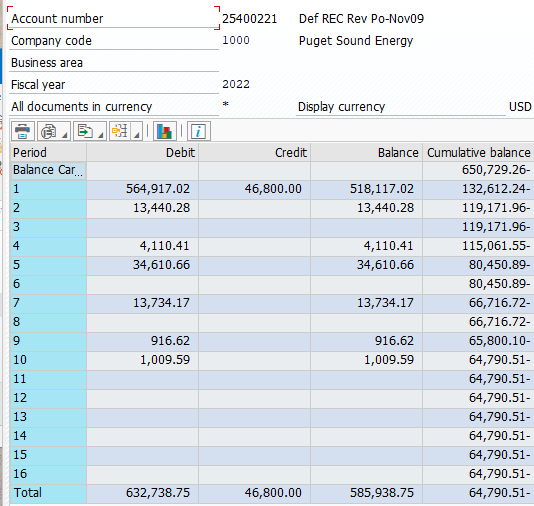 Account number 25400221 Def REC Rev Po-Nov09
Company code 1000 Puget Sound Energy
Business area
Fiscal year 2022
All documents in currency * Display currency USD
Period Debit Credit Balance Cumulative balance
Balance Car... 650,729.26-
1 564,917.02 46,800.00 518,117.02 132,612.24-
2 13,440.28 13,440.28 119,171.96-
3 119,171.96-
4 4,110.41 4,110.41 115,061.55-
5 34,610.66 34,610.66 80,450.89-
6 80,450.89-
7 13,734.17 13,734.17 66,716.72-
8 66,716.72-
9 916.62 916.62 65,800.10-
10 1,009.59 1,009.59 64,790.51-
11 64,790.51-
12 64,790.51-
13 64,790.51-
14 64,790.51-
15 64,790.51-
16 64,790.51-
Total 632,738.75 46,800.00 585,938.75 64,790.51-